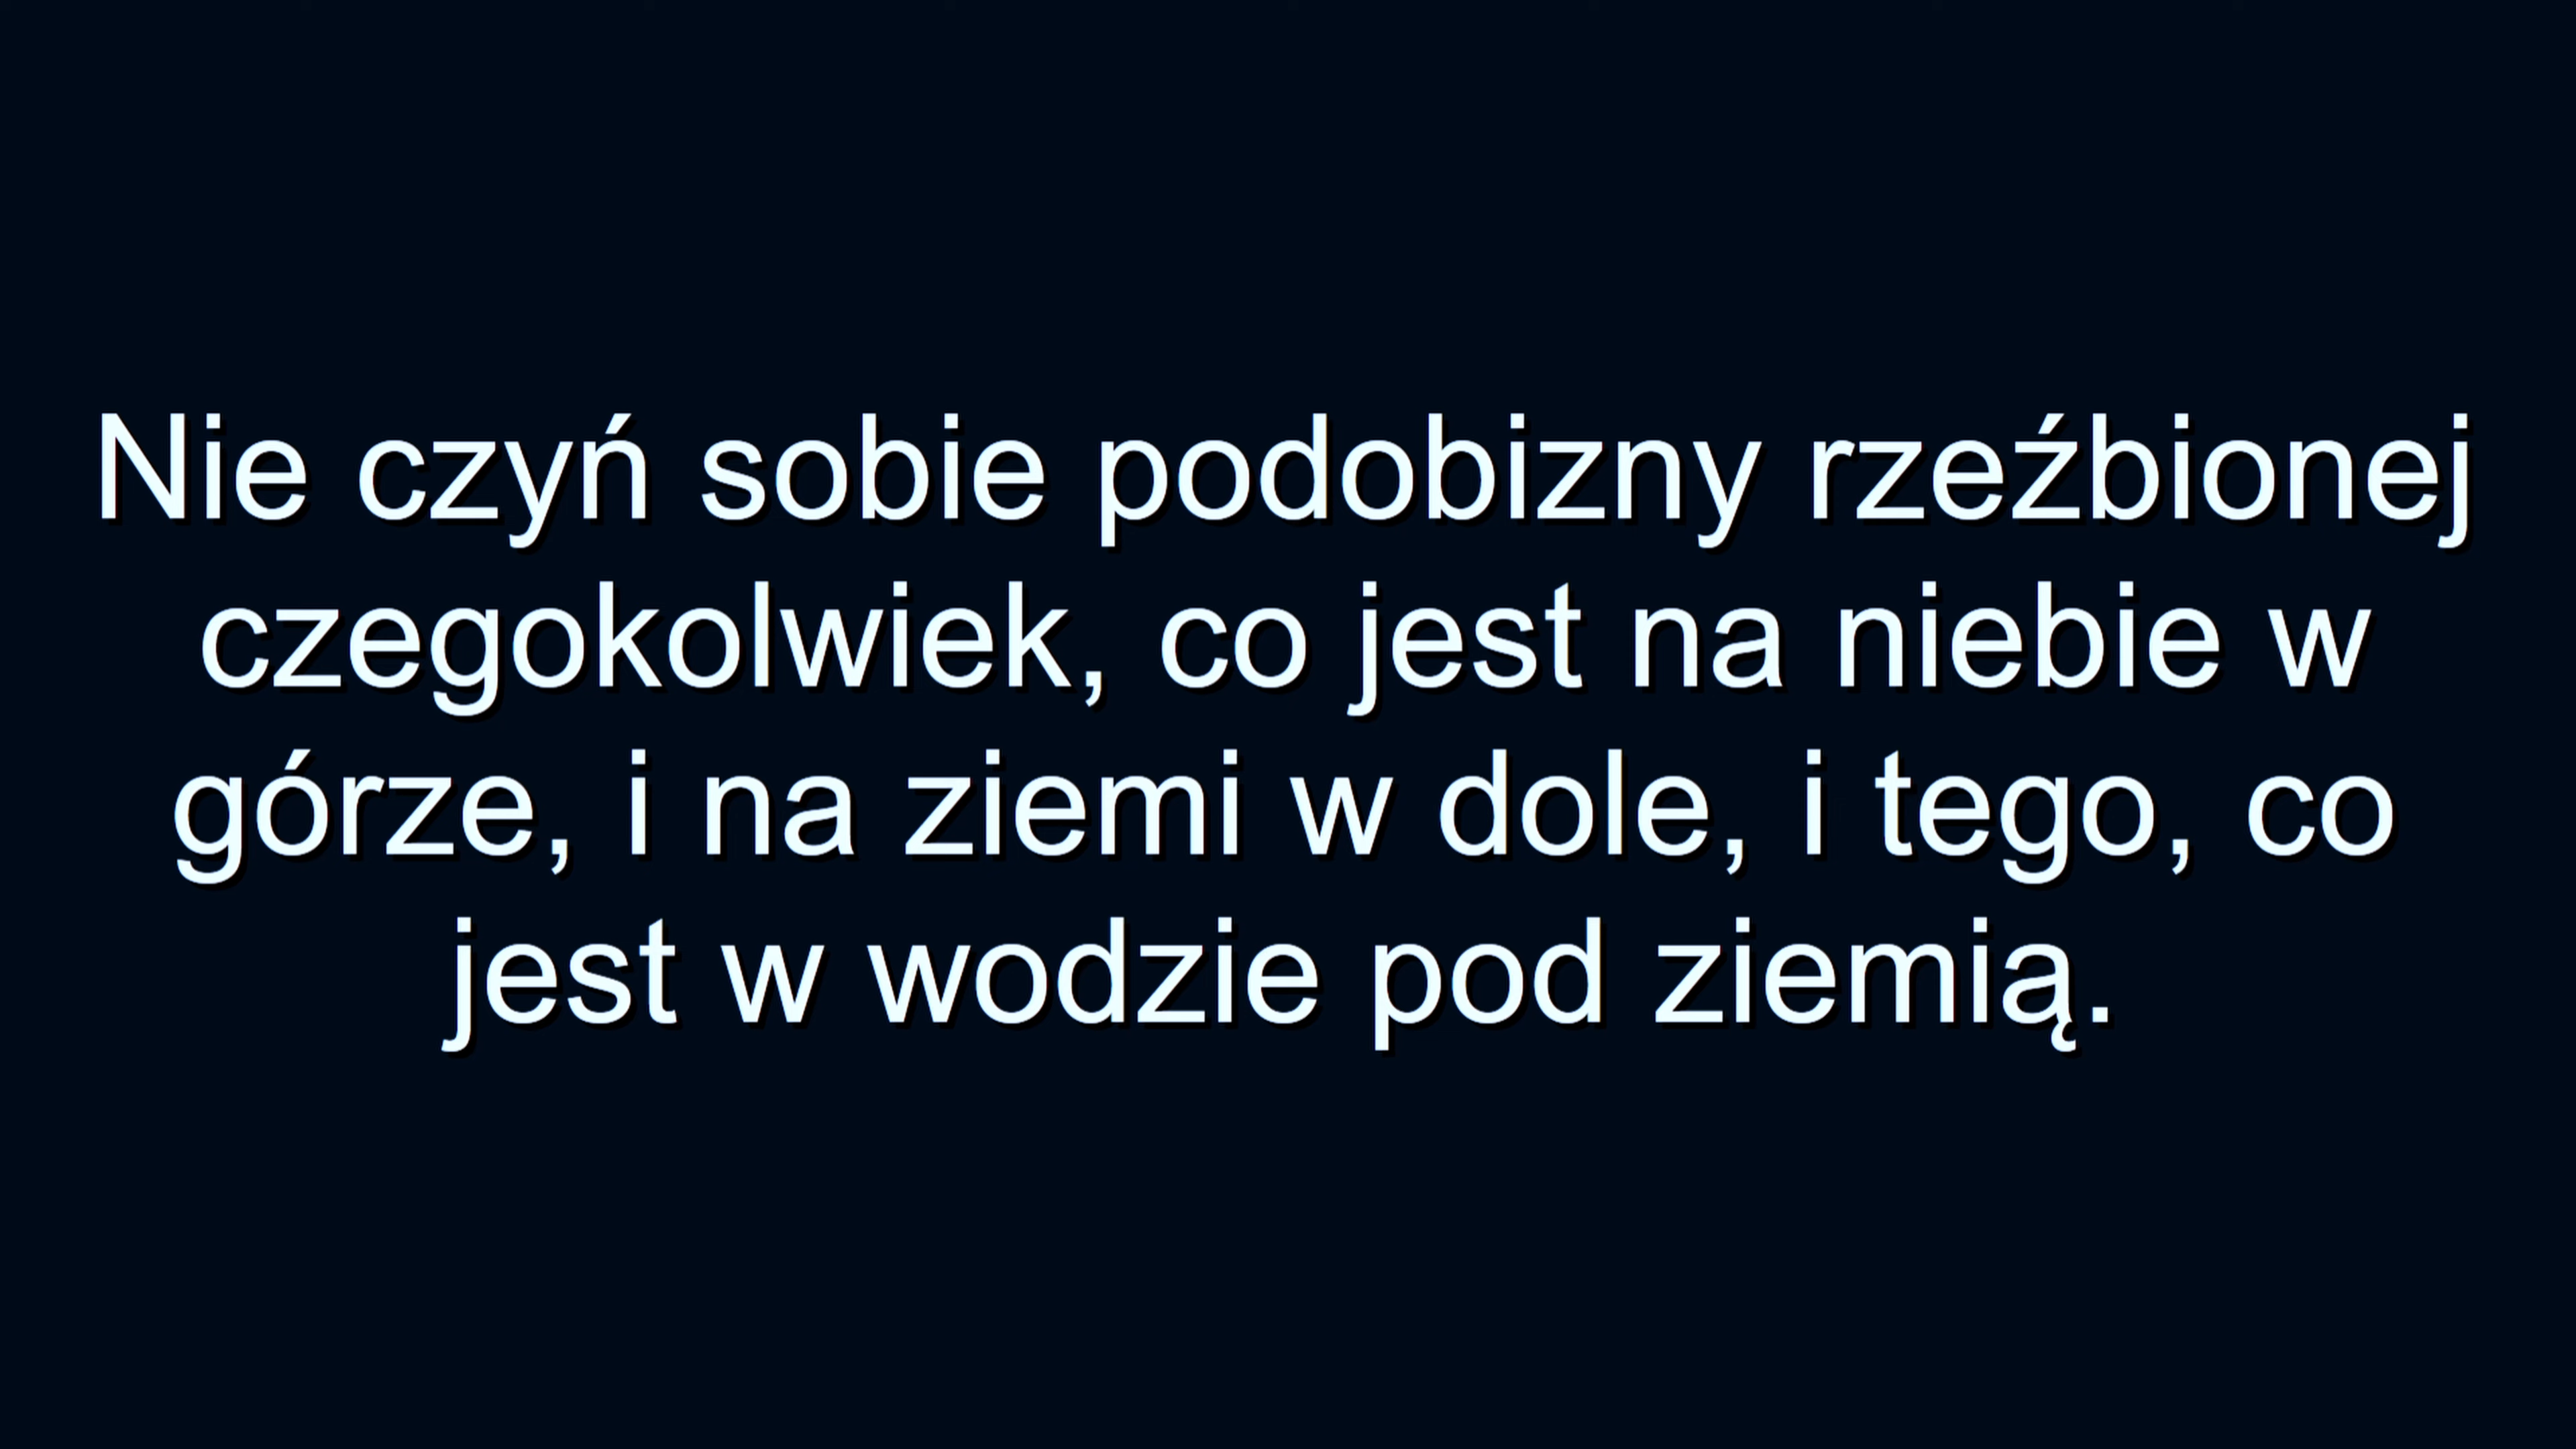 Nie czyń sobie podobizny rzeźbionej
czegokolwiek, co jest na niebie w
górze, i na ziemi w dole, i tego, co
jest w wodzie pod ziemią.